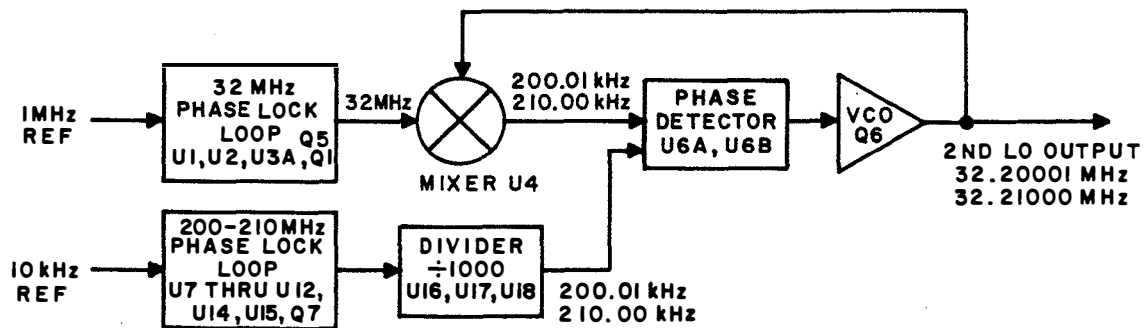 1MHz
REF
32 MHz
PHASE LOCK
LOOP Q5
U1,U2,U3A,Q1
32MHz
MIXER U4
200.01 kHz
210.00 kHz
PHASE
DETECTOR
U6A, U6B
VCO
Q6
2ND LO OUTPUT
32.20001 MHz
32.21000 MHz
10kHz
REF
200-210MHz
PHASE LOCK
LOOP
U7 THRU U12,
U14,U15,Q7
DIVIDER
÷1000
U16,U17,U18
200.01 kHz
210.00 kHz